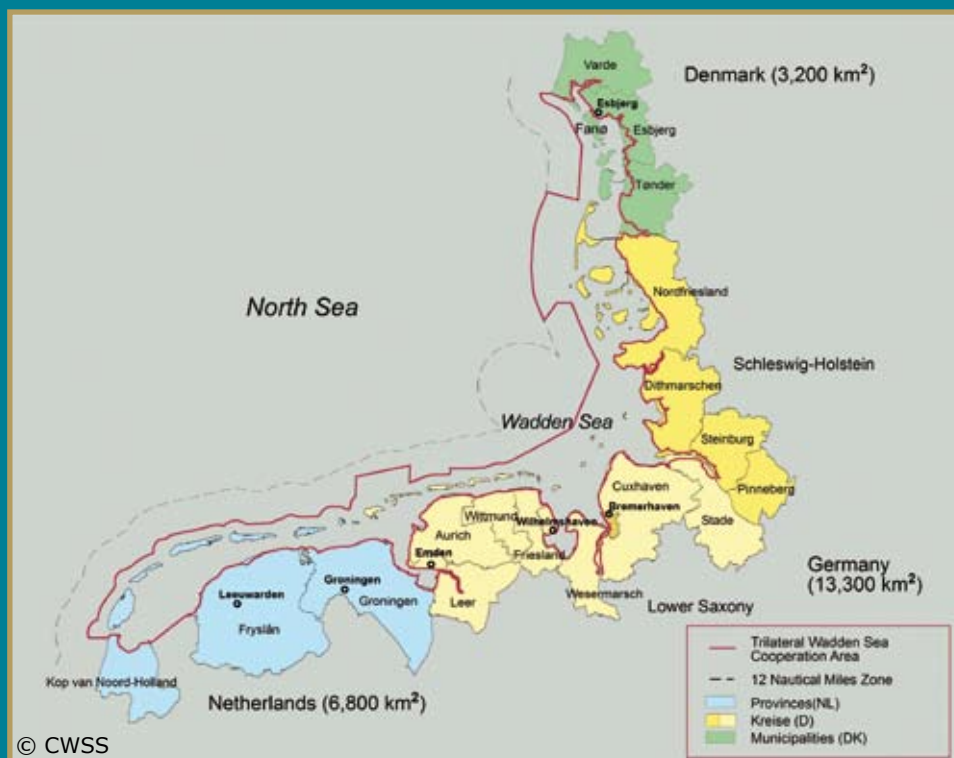 Varde
Denmark (3,200 km²)
Esbjerg
Fanø
Esbjerg
Tønder
North Sea
Nordfriesland
Schleswig-Holstein
Dithmarschen
Wadden Sea
Steinburg
Pinneberg
Cuxhaven
Bremerhaven
Stade
Wittmund
Wilhelmshaven
Aurich
Friesland
Emden
Germany
(13,300 km²)
Groningen
Leeuwarden
Groningen
Leer
Wesermarsch
Lower Saxony
Fryslân
Kop van Noord-Holland
Netherlands (6,800 km²)
Trilateral Wadden Sea
Cooperation Area
12 Nautical Miles Zone
Provinces(NL)
Kreise (D)
Municipalities (DK)
© CWSS